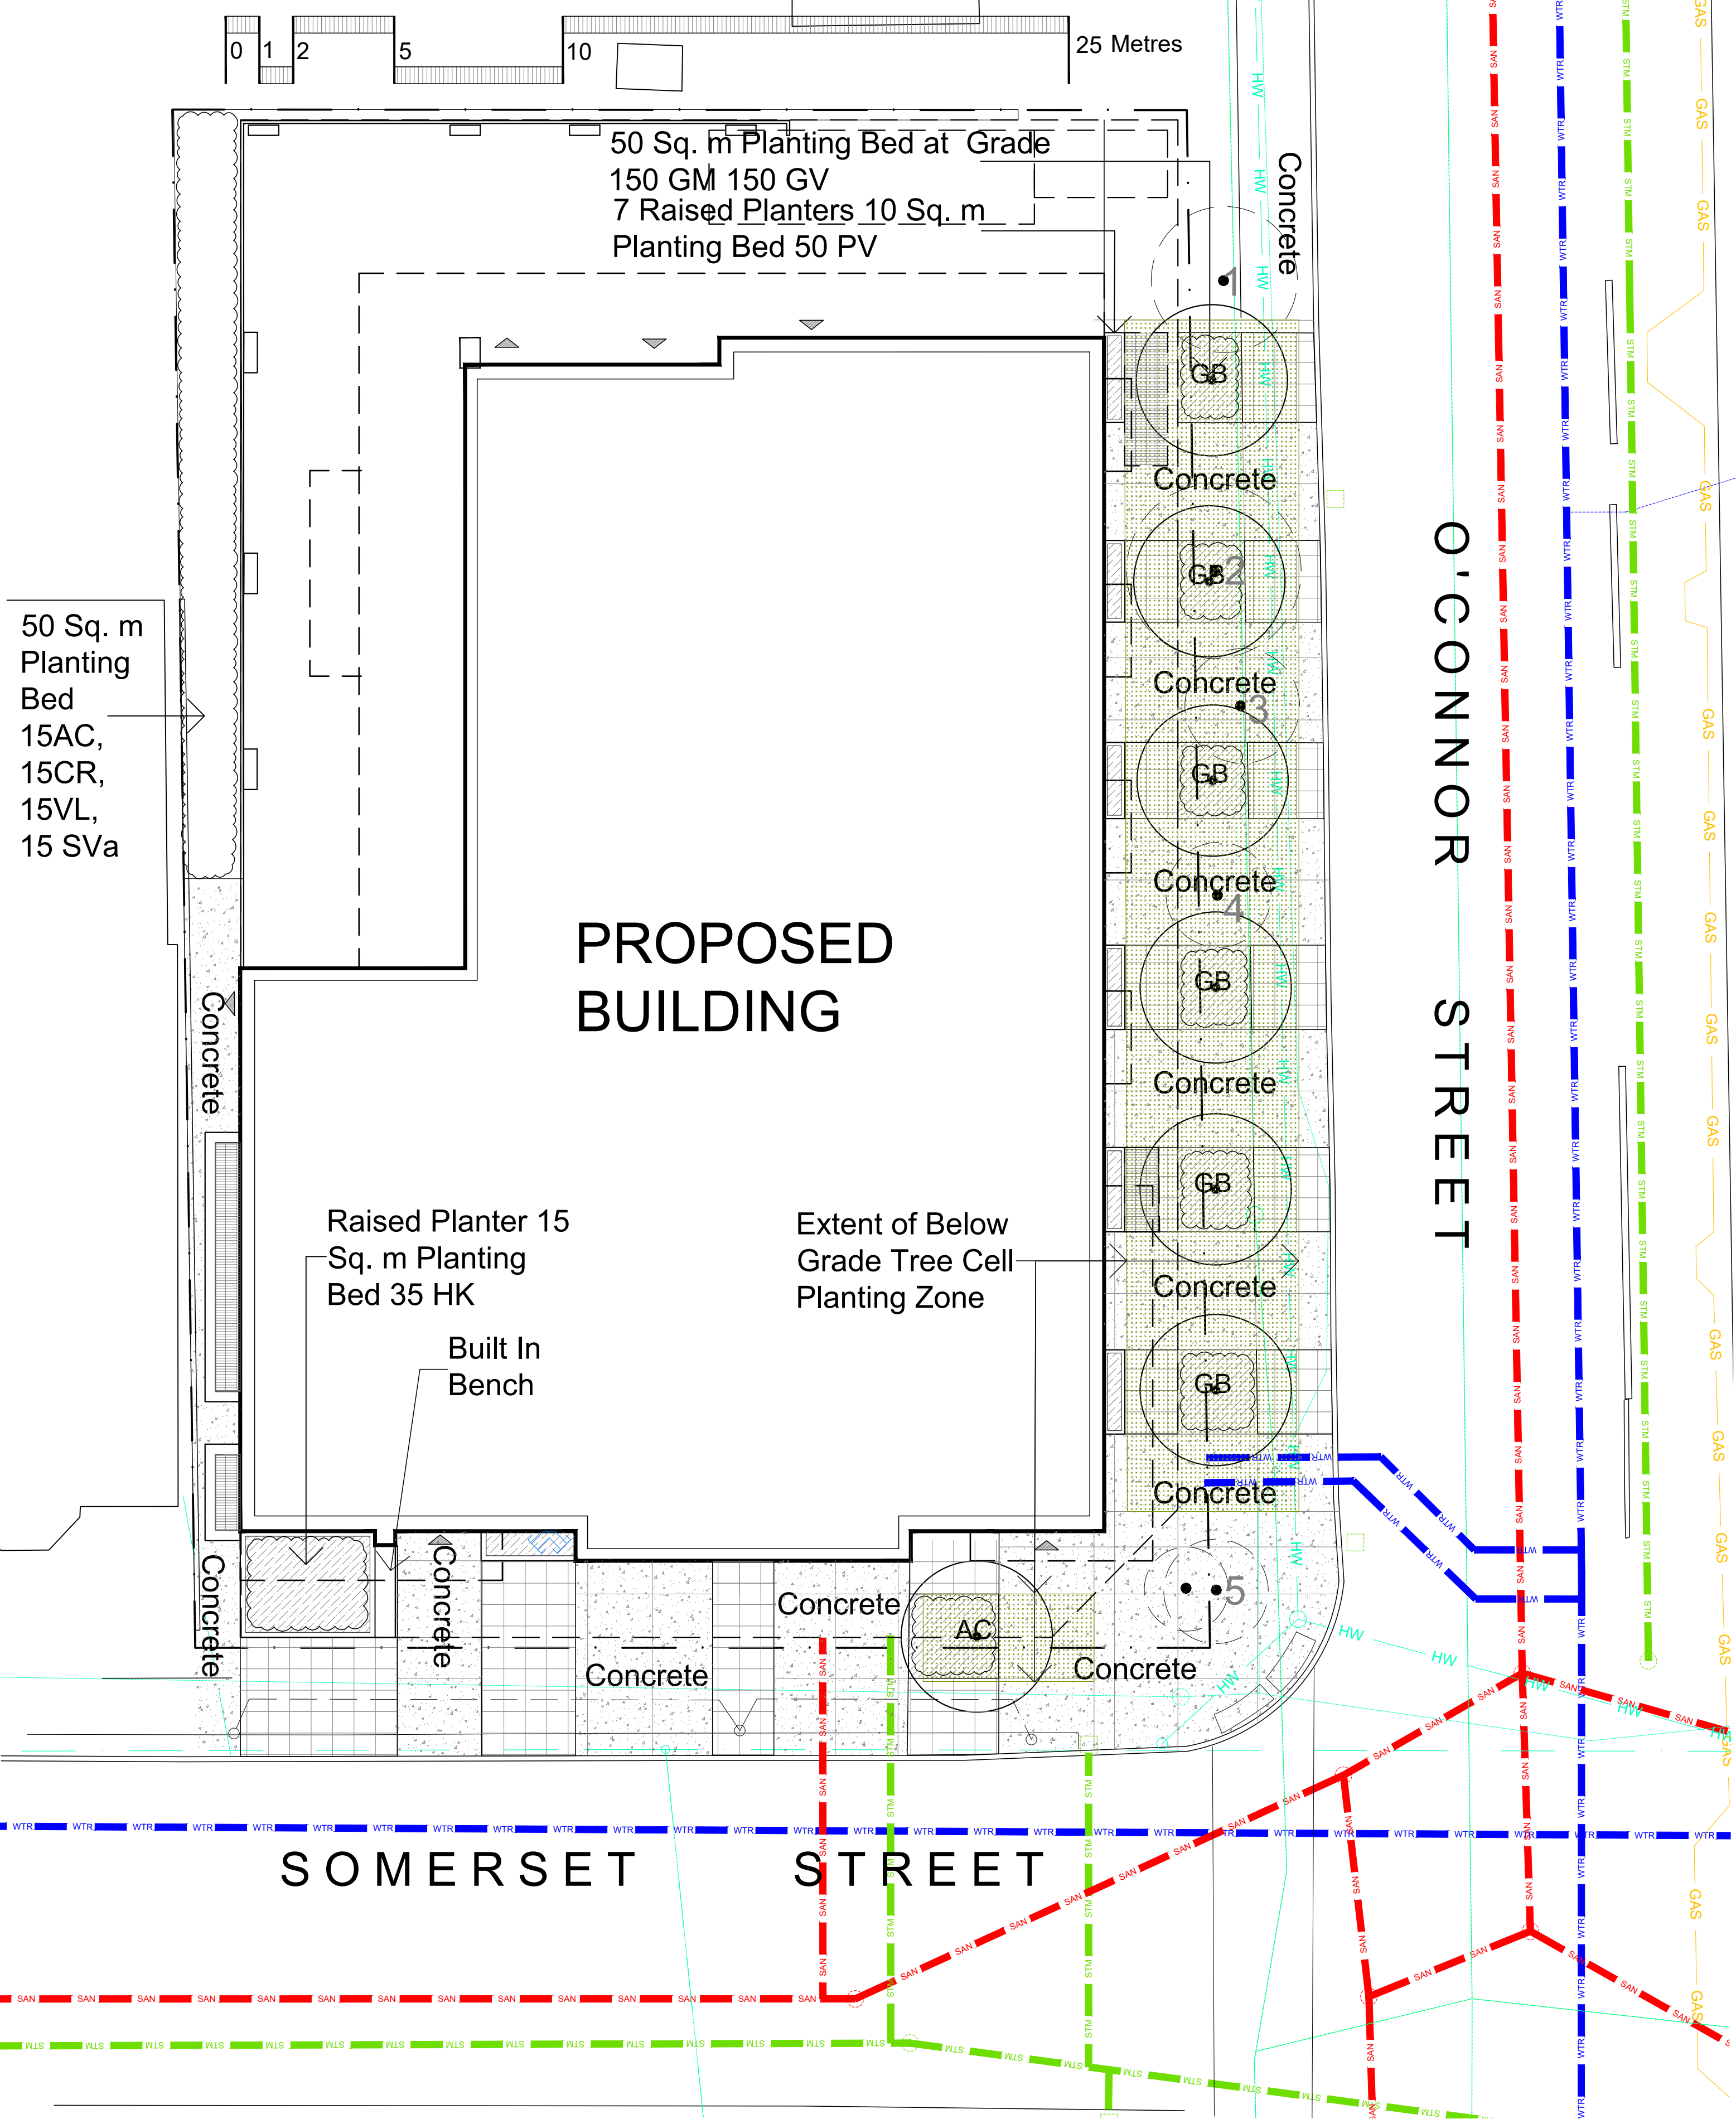 0 1 2 5 10 25 Metres
50 Sq. m Planting Bed at Grade
150 GM 150 GV
7 Raised Planters 10 Sq. m
Planting Bed 50 PV
Concrete
1
GB
Concrete
GB
2
Concrete
3
GB
Concrete
4
GB
Concrete
GB
Concrete
GB
Concrete
5
50 Sq. m
Planting
Bed
15AC,
15CR,
15VL,
15 SVa
PROPOSED
BUILDING
Concrete
Raised Planter 15
Sq. m Planting
Bed 35 HK
Built In
Bench
Extent of Below
Grade Tree Cell
Planting Zone
Concrete
Concrete
Concrete
Concrete
AC
Concrete
O'CONNOR STREET
SOMERSET STREET
HW
SAN
WTR
STM
GAS